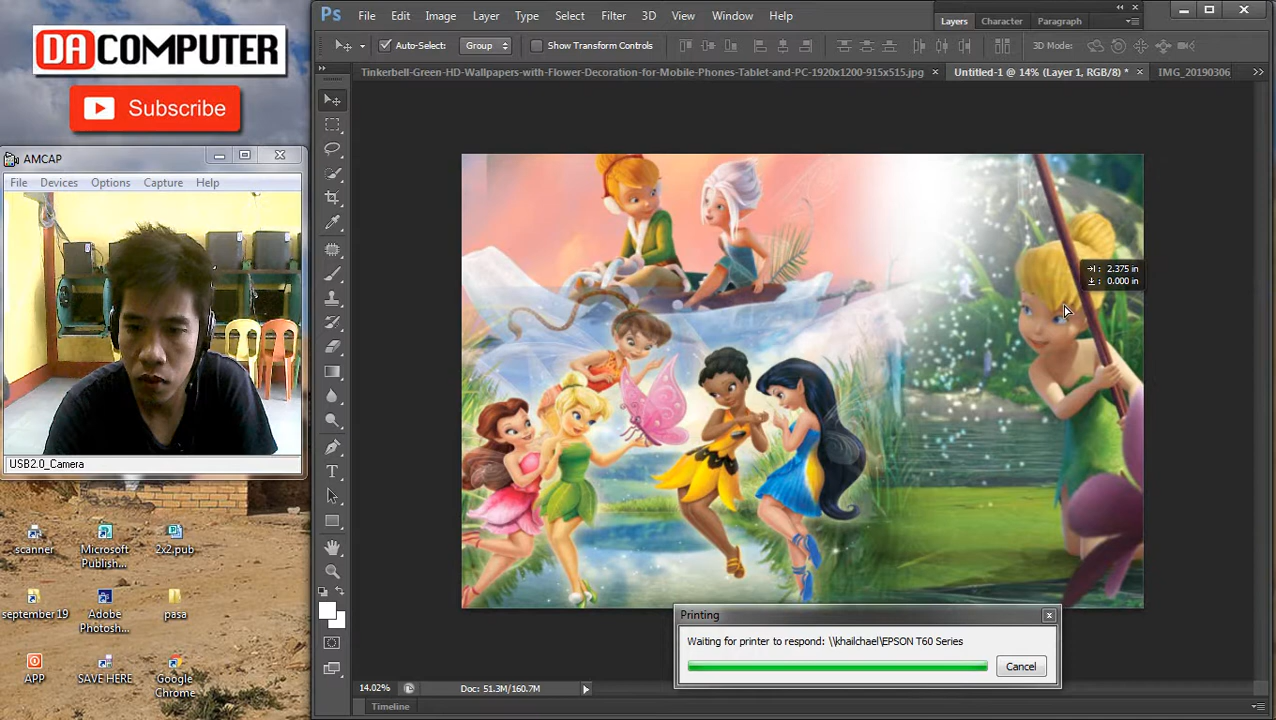 DACOMPUTER
Subscribe
AMCAP
File Devices Options Capture Help
USB2.0_Camera
scanner
Microsoft Publish...
2x2.pub
september 19
Adobe Photosh...
pasa
APP
SAVE HERE
Google Chrome
Ps File Edit Image Layer Type Select Filter 3D View Window Help
Layers Character Paragraph
Auto-Select: Group Show Transform Controls 3D Mode:
Tinkerbell-Green-HD-Wallpapers-with-Flower-Decoration-for-Mobile-Phones-Tablet-and-PC-1920x1200-915x515.jpg × Untitled-1 @ 14% (Layer 1, RGB/8) * × IMG_20190306
2.375 in
0.000 in
Printing
Waiting for printer to respond: \\khailchael\EPSON T60 Series
Cancel
14.02% Doc: 51.3M/160.7M
Timeline